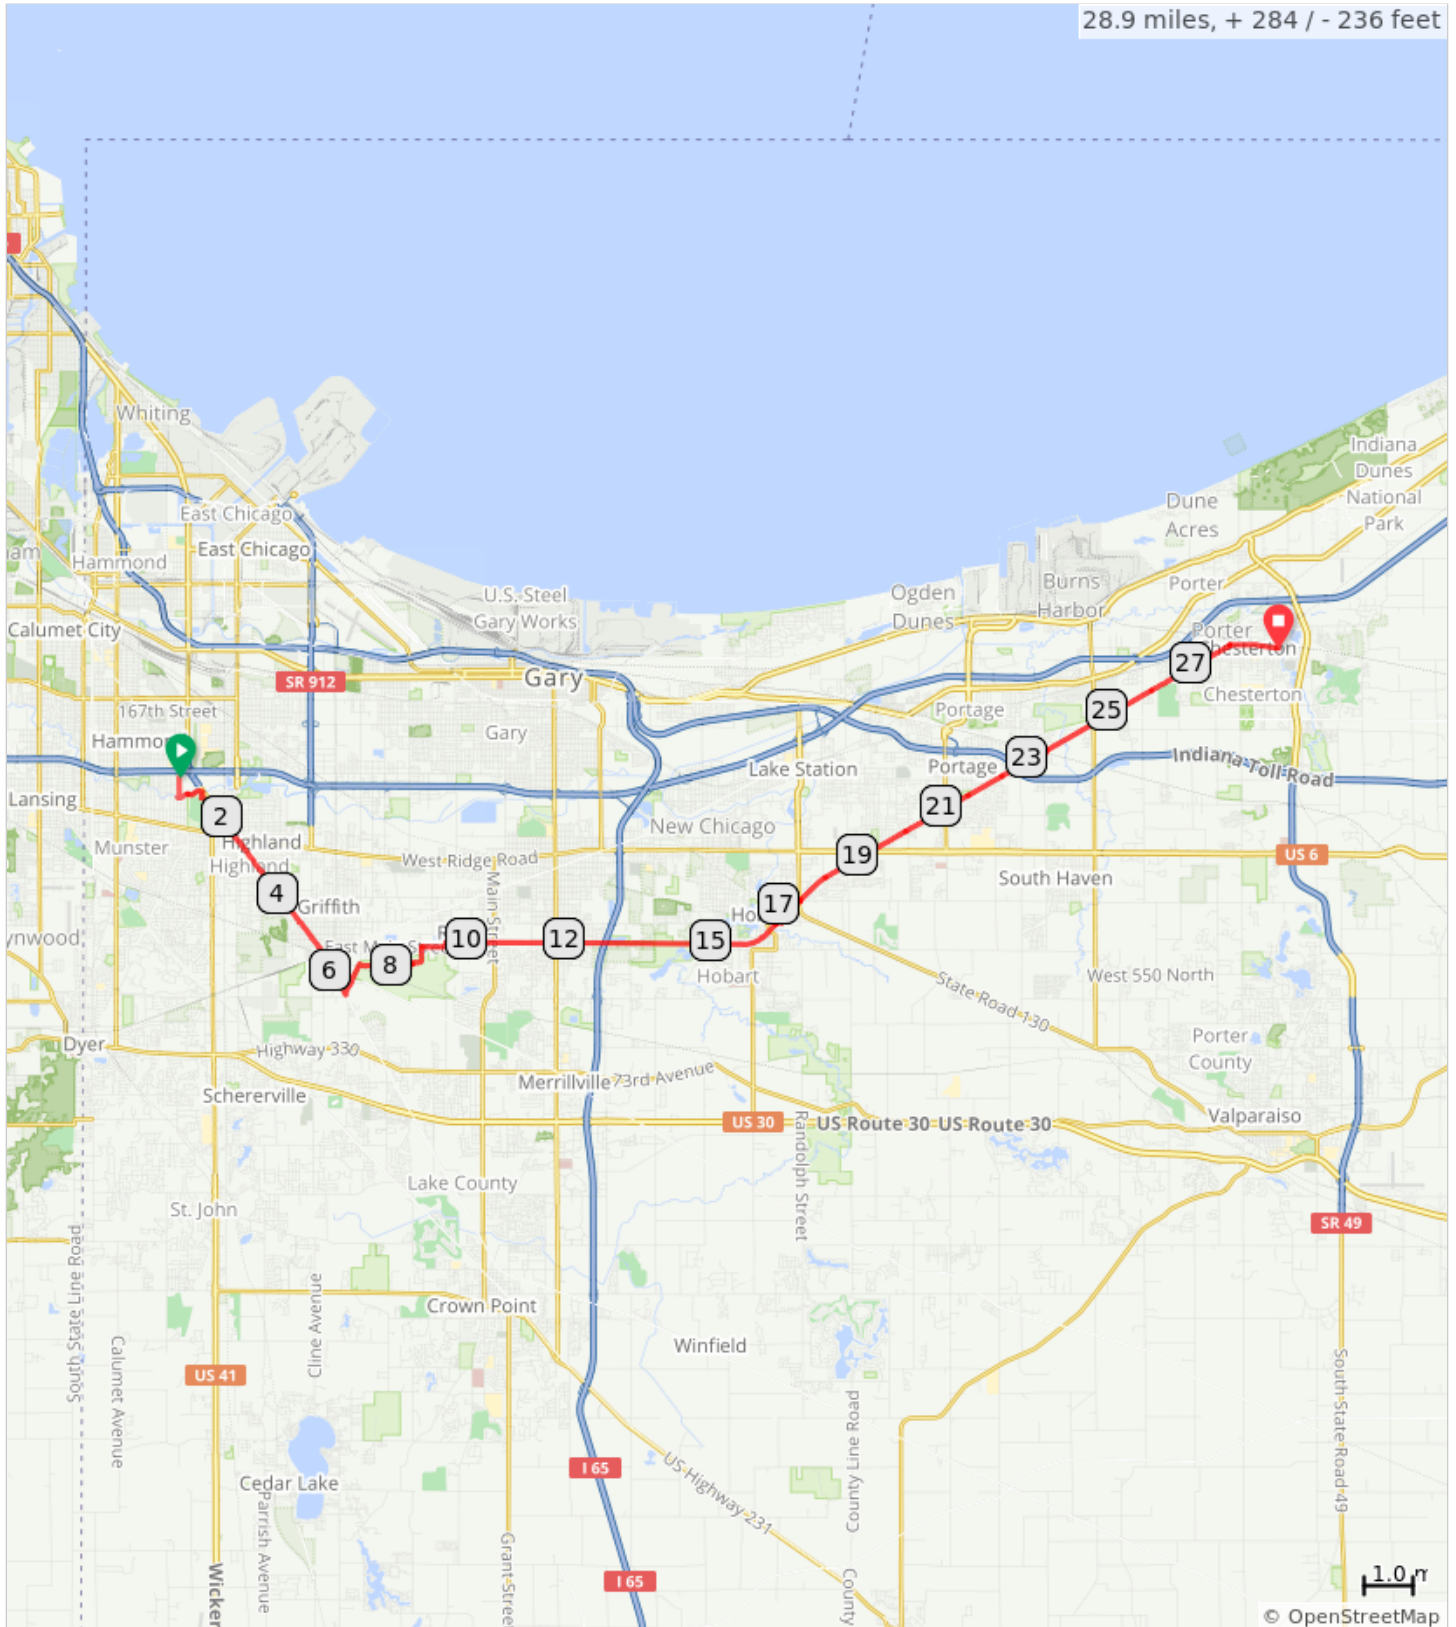 28.9 miles, + 284 / - 236 feet
Whiting
Indiana
Dunes
National
Park
East Chicago
Dune
Acres
East Chicago
Hammond
U.S. Steel
Gary Works
Ogden
Dunes
Burns
Harbor
Porter
Calumet City
Porter
Gary
SR 912
27
Chesterton
167th Street
25
Portage
Gary
23
Indiana Toll Road
Lake Station
Portage
Lansing
21
2
New Chicago
Highland
Munster
19
US 6
West Ridge Road
Highland
South Haven
4
Main Street
17
Griffith
10
12
15
6
8
Hobart
West 550 North
State Road 130
Dyer
Highway 330
Porter
County
Merrillville
73rd Avenue
Schererville
US 30
US Route 30
US Route 30
Valparaiso
Randolph Street
Lake County
St. John
SR 49
South State Line Road
Cline Avenue
Crown Point
Winfield
Calumet Avenue
US 41
South State Road 49
County Line Road
I 65
US Highway 231
Cedar Lake
Parrish Avenue
Wicker
I 65
County
1.0
© OpenStreetMap